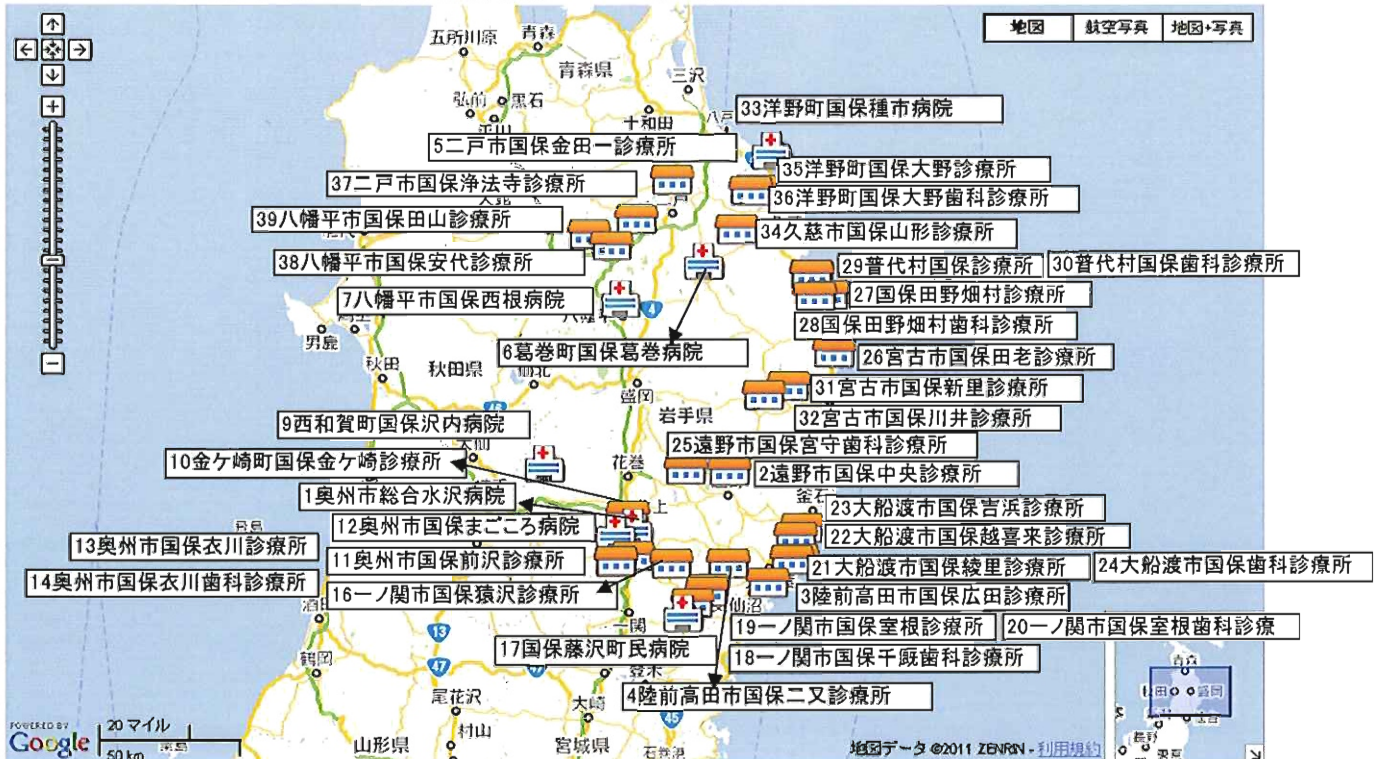 地図 航空写真 地図+写真
五所川原
青森
青森県
三沢
弘前
黒石
十和田
33洋野町国保種市病院
5二戸市国保金田一診療所
35洋野町国保大野診療所
37二戸市国保浄法寺診療所
36洋野町国保大野歯科診療所
39八幡平市国保田山診療所
34久慈市国保山形診療所
38八幡平市国保安代診療所
29普代村国保診療所
30普代村国保歯科診療所
7八幡平市国保西根病院
27国保田野畑村診療所
4
28国保田野畑村歯科診療所
男鹿
6葛巻町国保葛巻病院
26宮古市国保田老診療所
秋田
秋田県
盛岡
31宮古市国保新里診療所
岩手県
32宮古市国保川井診療所
9西和賀町国保沢内病院
25遠野市国保宮守歯科診療所
10金ケ崎町国保金ケ崎診療所
花巻
2遠野市国保中央診療所
1奥州市総合水沢病院
釜石
23大船渡市国保吉浜診療所
12奥州市国保まごころ病院
22大船渡市国保越喜来診療所
13奥州市国保衣川診療所
11奥州市国保前沢診療所
21大船渡市国保綾里診療所
24大船渡市国保歯科診療所
14奥州市国保衣川歯科診療所
16一ノ関市国保猿沢診療所
3陸前高田市国保広田診療所
酒田
一関
19一ノ関市国保室根診療所
20一ノ関市国保室根歯科診療
13
17国保藤沢町民病院
18一ノ関市国保千厩歯科診療所
鶴岡
47
47
4陸前高田市国保二又診療所
尾花沢
大崎
45
村山
山形県
宮城県
石巻
POWERED BY
Google
20 マイル
50 km
地図データ ©2011 ZENRIN - 利用規約
青森
秋田
盛岡